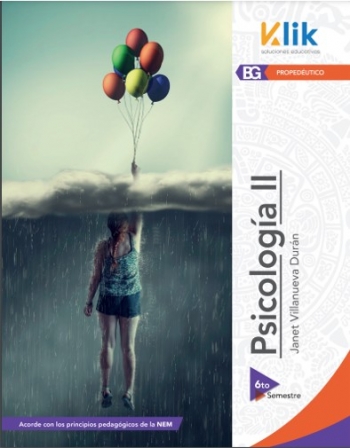 Klik
soluciones educativas
BG PROPEDÉUTICO
Psicología II
Janet Villanueva Durán
6to
Semestre
Acorde con los principios pedagógicos de la NEM